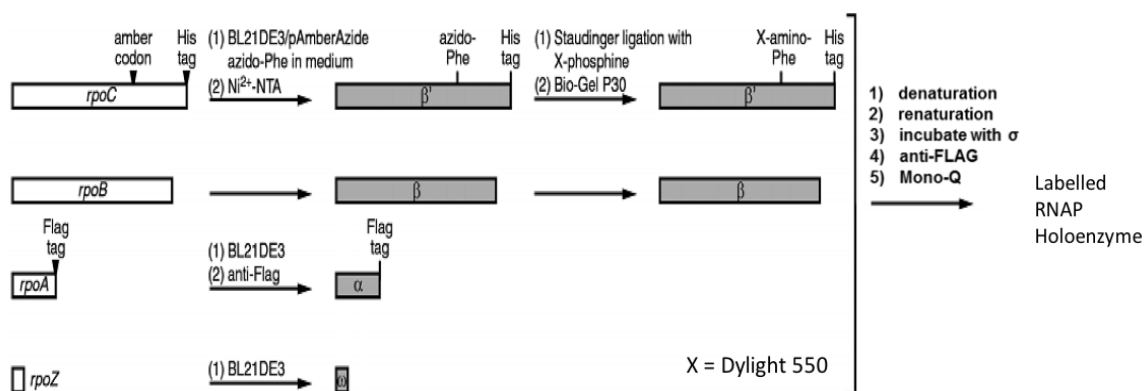 amber codon
His tag
rpoC
(1) BL21DE3/pAmberAzide
azido-Phe in medium
(2) Ni²⁺-NTA
azido-
Phe
His
tag
β'
(1) Staudinger ligation with
X-phosphine
(2) Bio-Gel P30
X-amino-
Phe
His
tag
β'
rpoB
β
β
Flag
tag
rpoA
(1) BL21DE3
(2) anti-Flag
Flag
tag
α
rpoZ
(1) BL21DE3
ω
X = Dylight 550
1) denaturation
2) renaturation
3) incubate with σ
4) anti-FLAG
5) Mono-Q
Labelled
RNAP
Holoenzyme